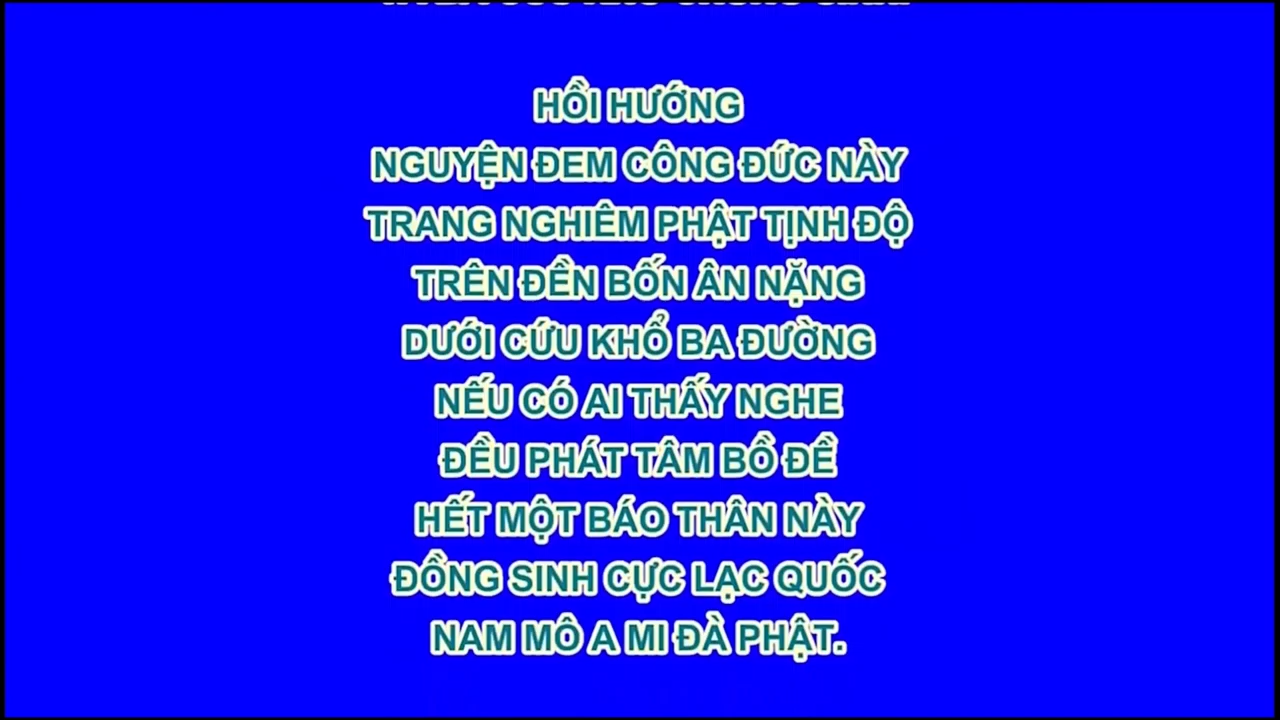 HỒI HƯỚNG
NGUYỆN ĐEM CÔNG ĐỨC NÀY
TRANG NGHIÊM PHẬT TỊNH ĐỘ
TRÊN ĐỀN BỐN ÂN NẶNG
DƯỚI CỨU KHỔ BA ĐƯỜNG
NẾU CÓ AI THẤY NGHE
ĐỀU PHÁT TÂM BỒ ĐỀ
HẾT MỘT BÁO THÂN NÀY
ĐỒNG SINH CỰC LẠC QUỐC
NAM MÔ A MI ĐÀ PHẬT.